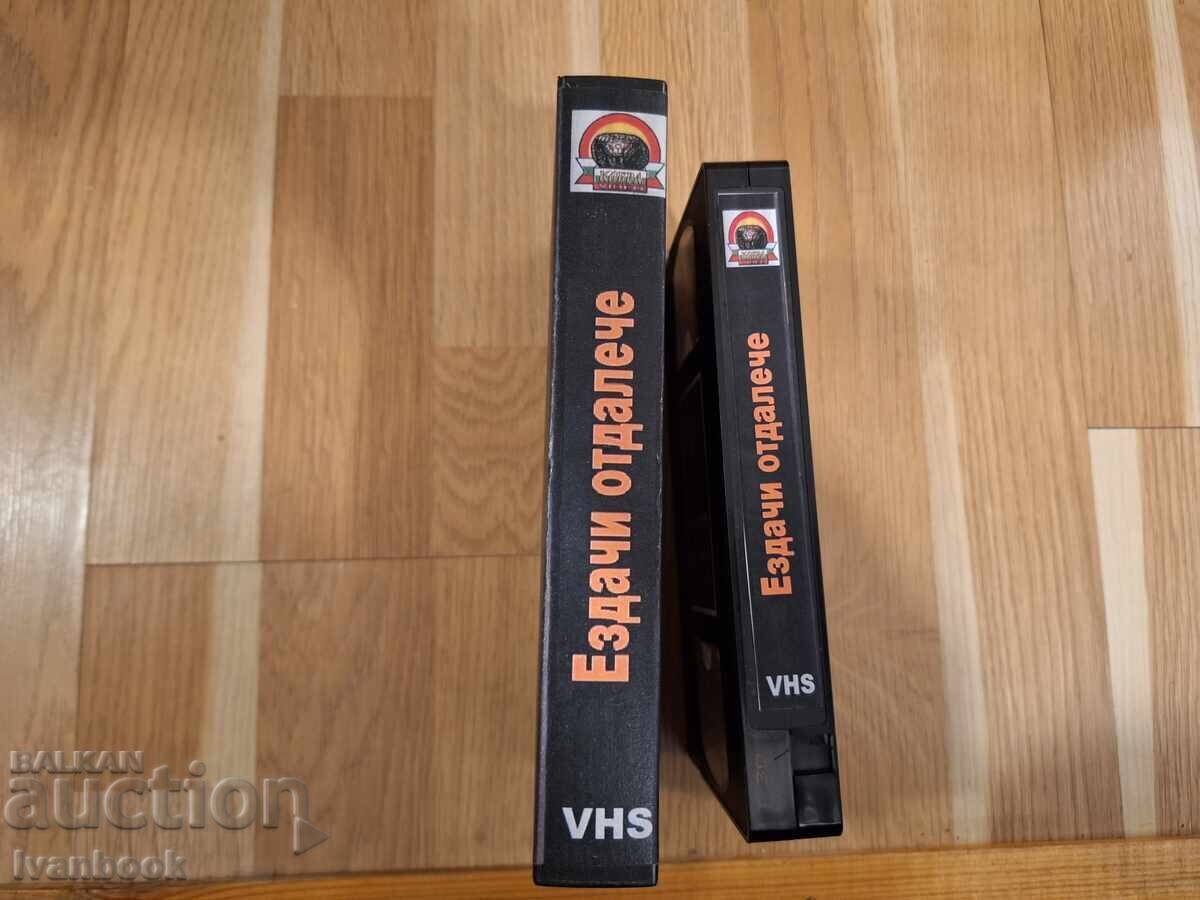 Ездачи отдалече
VHS
Ездачи отдалече
VHS
BALKAN
auction
Ivanbook